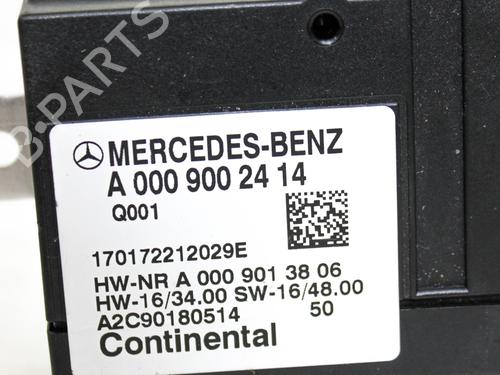 MERCEDES-BENZ
A 000 900 24 14
Q001
170172212029E
HW-NR A 000 901 38 06
HW-16/34.00 SW-16/48.00
A2C90180514 50
Continental
B-PARTS